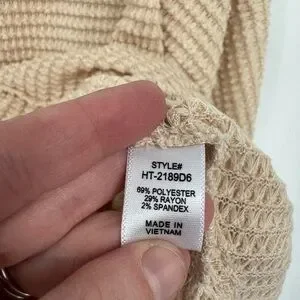 STYLE#
HT-2189D6
69% POLYESTER
29% RAYON
2% SPANDEX
MADE IN
VIETNAM